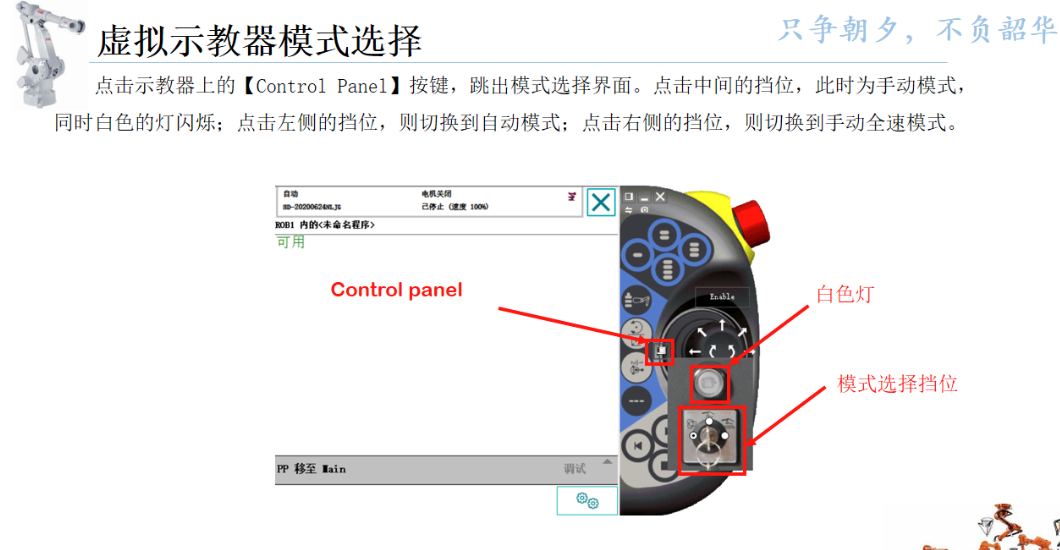 只争朝夕，不负韶华
虚拟示教器模式选择
点击示教器上的【Control Panel】按键，跳出模式选择界面。点击中间的挡位，此时为手动模式，
同时白色的灯闪烁；点击左侧的挡位，则切换到自动模式；点击右侧的挡位，则切换到手动全速模式。
自动 电机关闭
SD-20200624NLJG 已停止 (速度 100%)
ROB1 内的<未命名程序>
可用
Control panel
Enable
白色灯
模式选择挡位
PP 移至 Main 调试